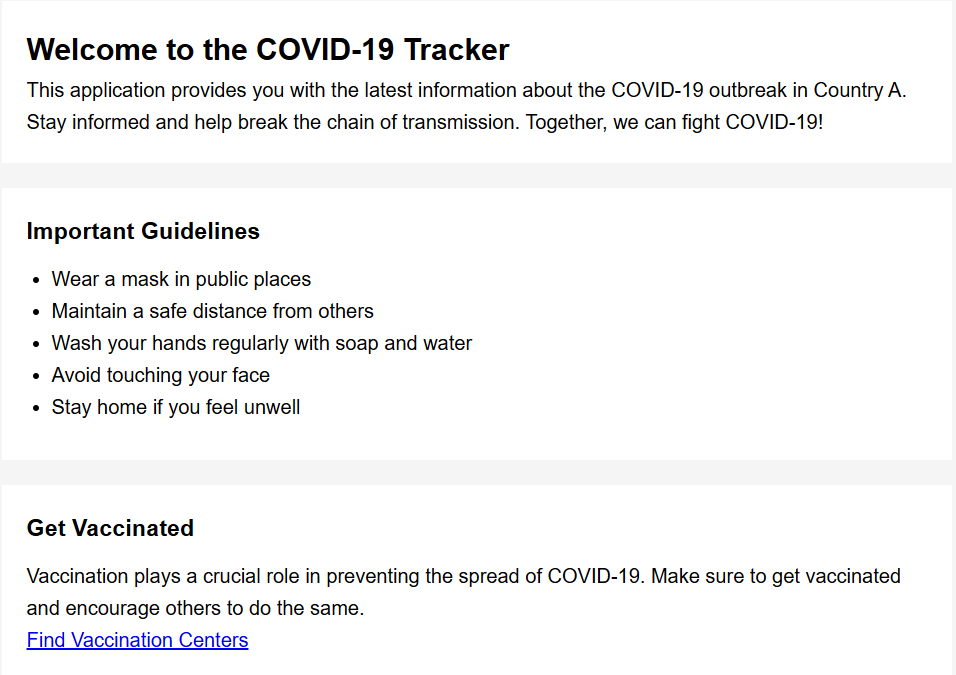 Welcome to the COVID-19 Tracker
This application provides you with the latest information about the COVID-19 outbreak in Country A.
Stay informed and help break the chain of transmission. Together, we can fight COVID-19!
Important Guidelines
• Wear a mask in public places
• Maintain a safe distance from others
• Wash your hands regularly with soap and water
• Avoid touching your face
• Stay home if you feel unwell
Get Vaccinated
Vaccination plays a crucial role in preventing the spread of COVID-19. Make sure to get vaccinated
and encourage others to do the same.
Find Vaccination Centers